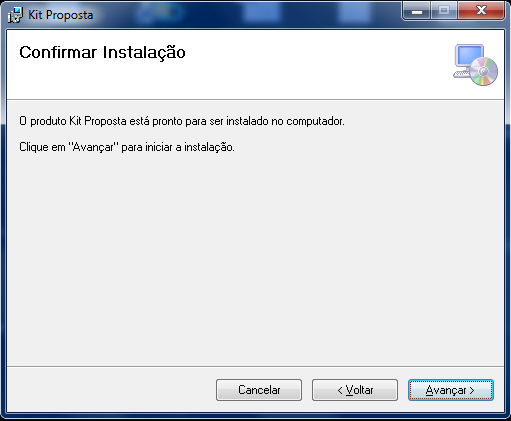 Kit Proposta
Confirmar Instalação
O produto Kit Proposta está pronto para ser instalado no computador.
Clique em "Avançar" para iniciar a instalação.
Cancelar
< Voltar
Avançar >